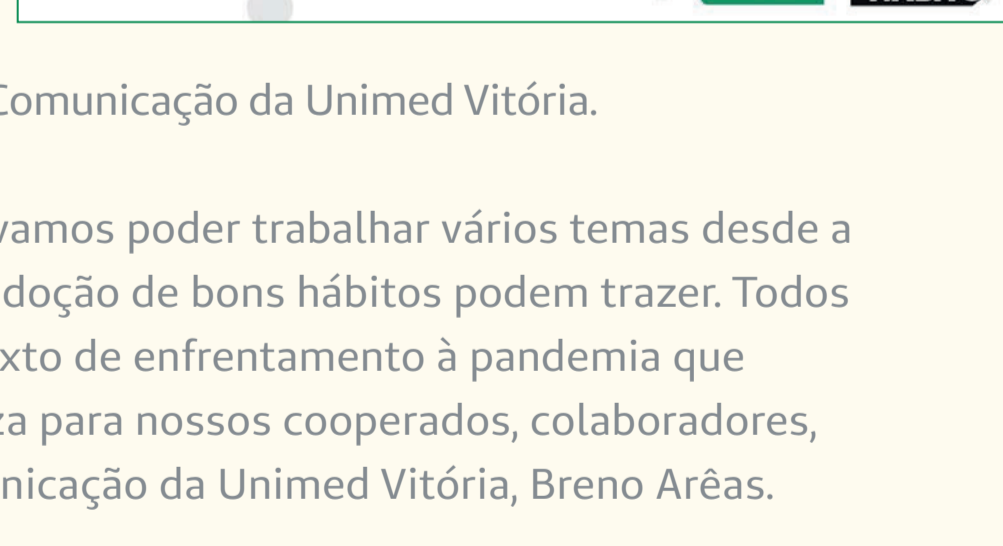 Comunicação da Unimed Vitória.
vamos poder trabalhar vários temas desde a
doção de bons hábitos podem trazer. Todos
xto de enfrentamento à pandemia que
za para nossos cooperados, colaboradores,
nicação da Unimed Vitória, Breno Arêas.